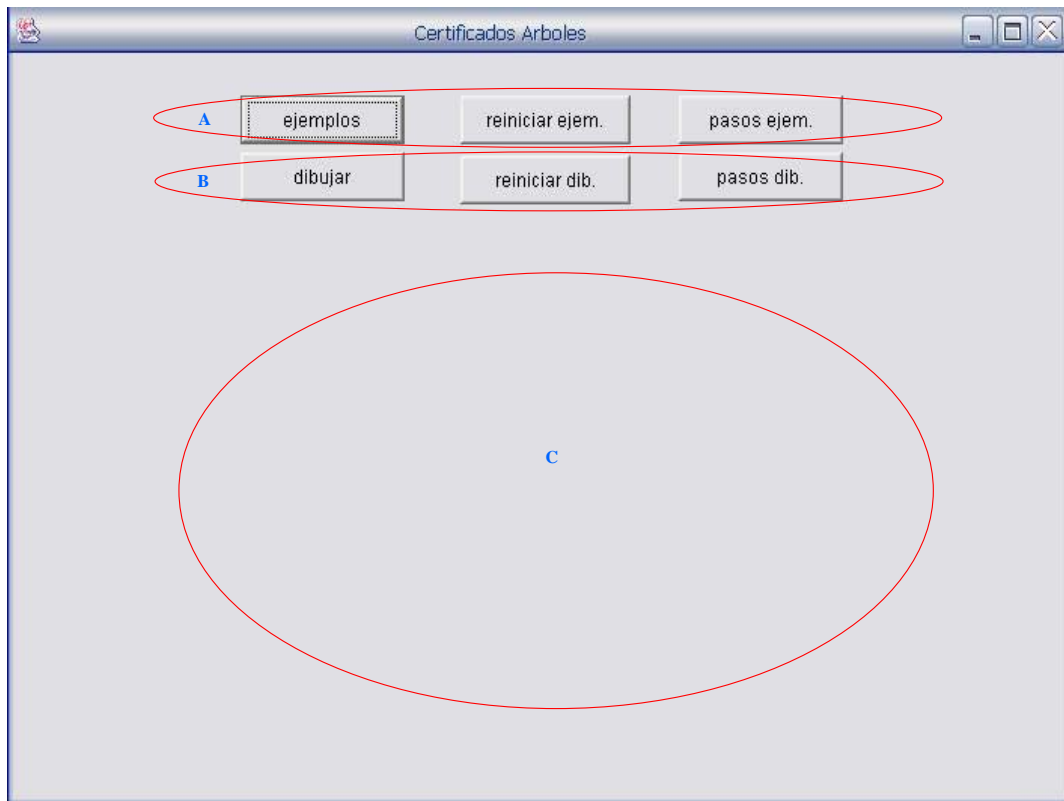 Certificados Arboles
A ejemplos reiniciar ejem. pasos ejem.
B dibujar reiniciar dib. pasos dib.
C